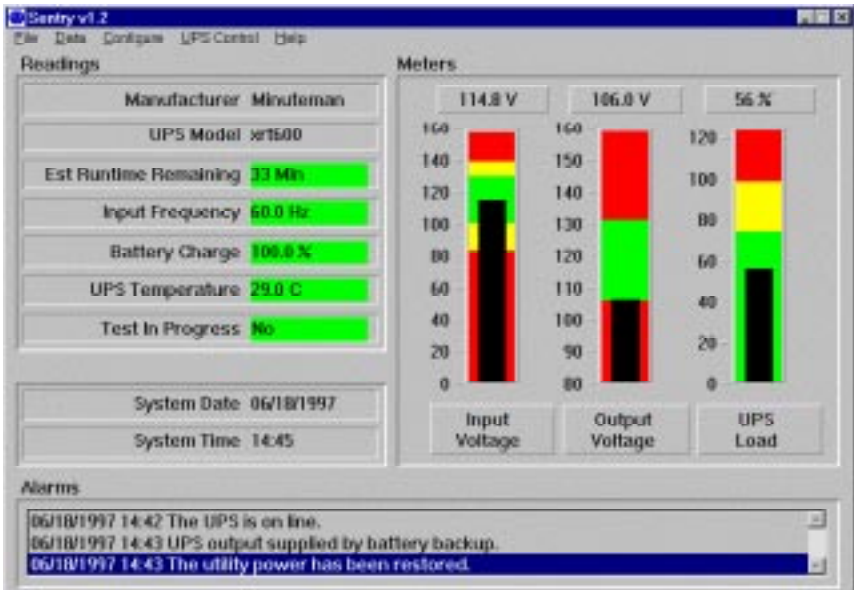 Sentry v1.2
File Data Configure UPS Control Help
Readings
Manufacturer Minuteman
UPS Model xrt600
Est Runtime Remaining 33 Min
Input Frequency 60.0 Hz
Battery Charge 100.0 %
UPS Temperature 29.0 C
Test In Progress No
System Date 06/18/1997
System Time 14:45
Meters
114.8 V
160
140
120
100
80
60
40
20
0
Input
Voltage
106.0 V
160
150
140
130
120
110
100
90
80
Output
Voltage
56 %
120
100
80
60
40
20
0
UPS
Load
Alarms
06/18/1997 14:42 The UPS is on line.
06/18/1997 14:43 UPS output supplied by battery backup.
06/18/1997 14:43 The utility power has been restored.